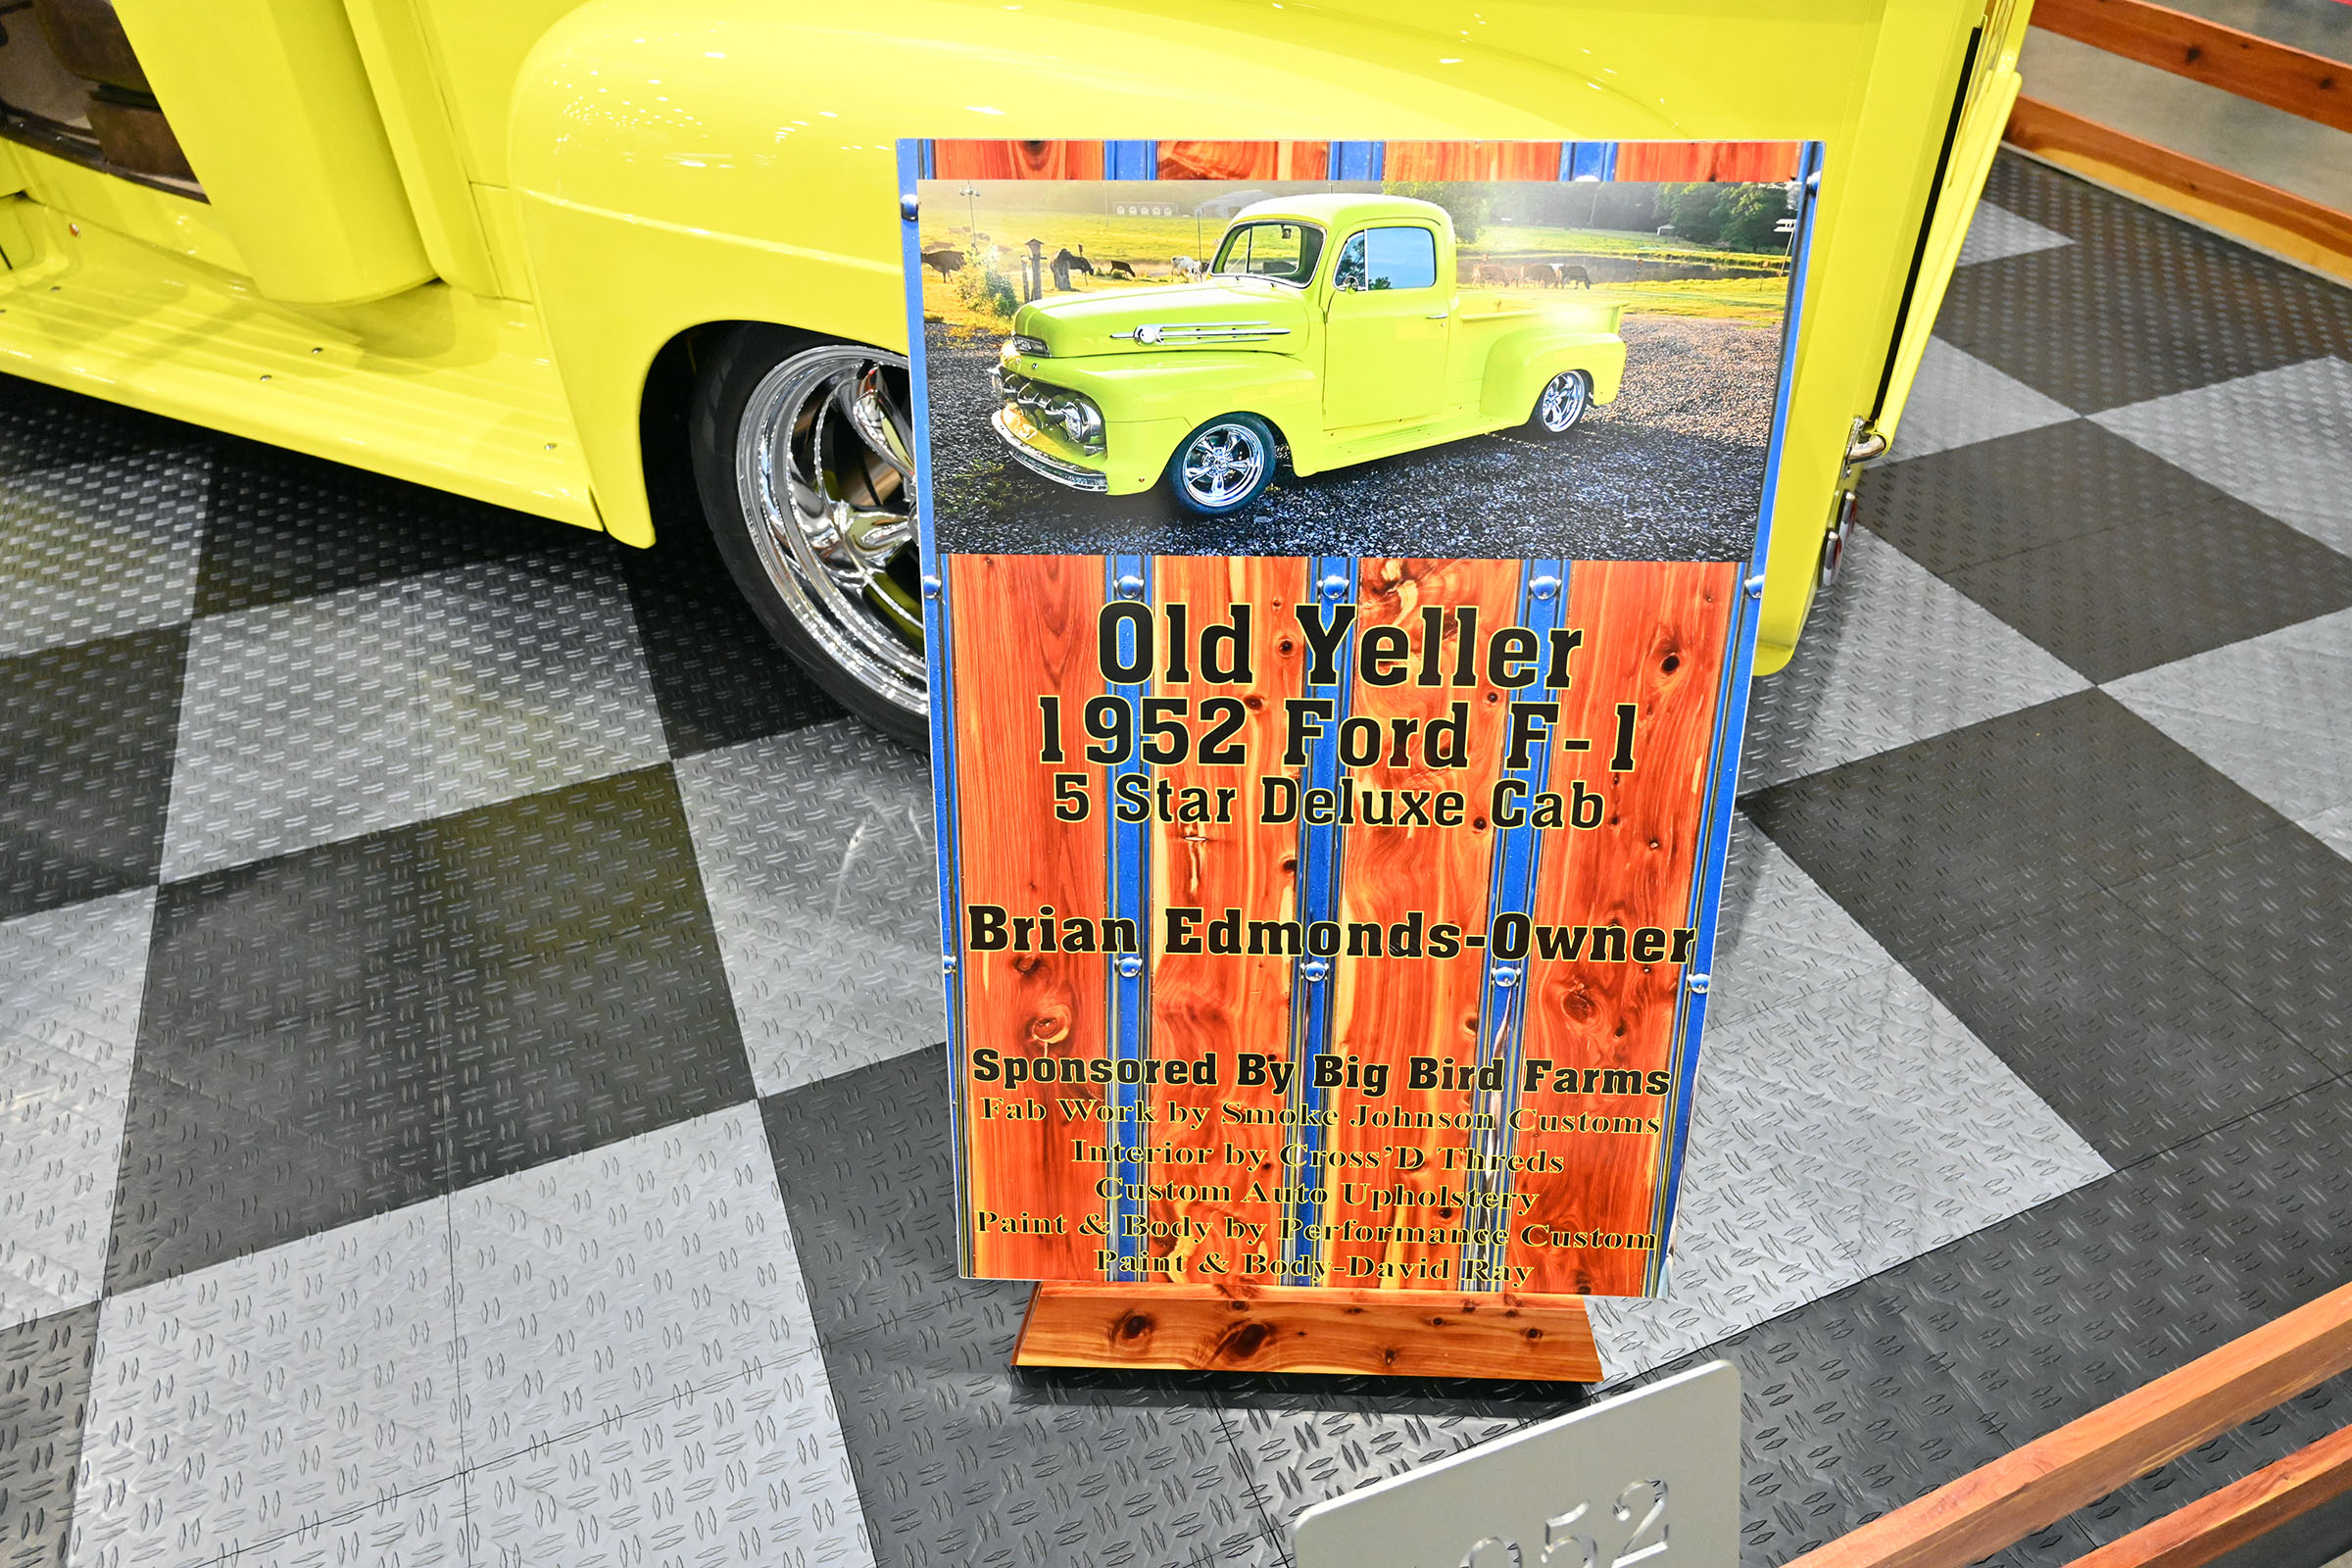 Old Yeller
1952 Ford F-1
5 Star Deluxe Cab
Brian Edmonds-Owner
Sponsored By Big Bird Farms
Fab Work by Smoke Johnson Customs
Interior by Cross'D Threds
Custom Auto Upholstery
Paint & Body by Performance Custom
Paint & Body-David Ray
952